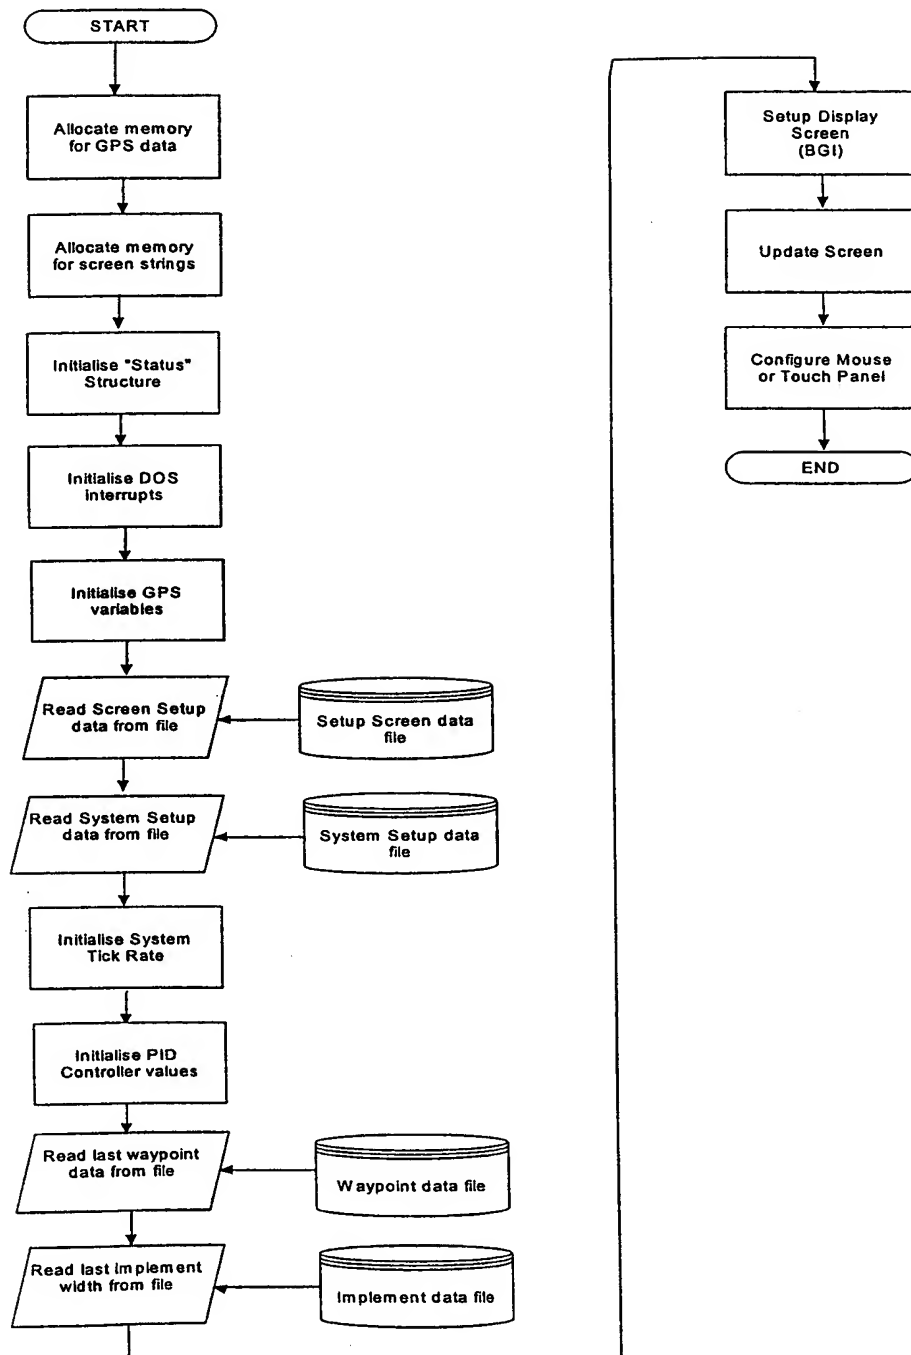 START
Allocate memory
for GPS data
Allocate memory
for screen strings
Initialise "Status"
Structure
Initialise DOS
interrupts
Initialise GPS
variables
Read Screen Setup
data from file
Setup Screen data
file
Read System Setup
data from file
System Setup data
file
Initialise System
Tick Rate
Initialise PID
Controller values
Read last waypoint
data from file
Waypoint data file
Read last Implement
width from file
Implement data file
Setup Display
Screen
(BGI)
Update Screen
Configure Mouse
or Touch Panel
END